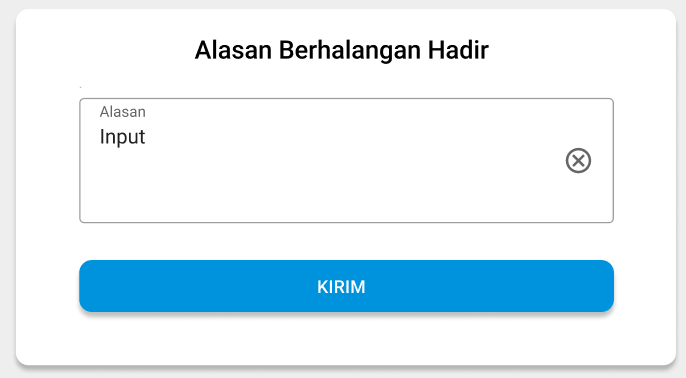 Alasan Berhalangan Hadir
Alasan
Input
KIRIM